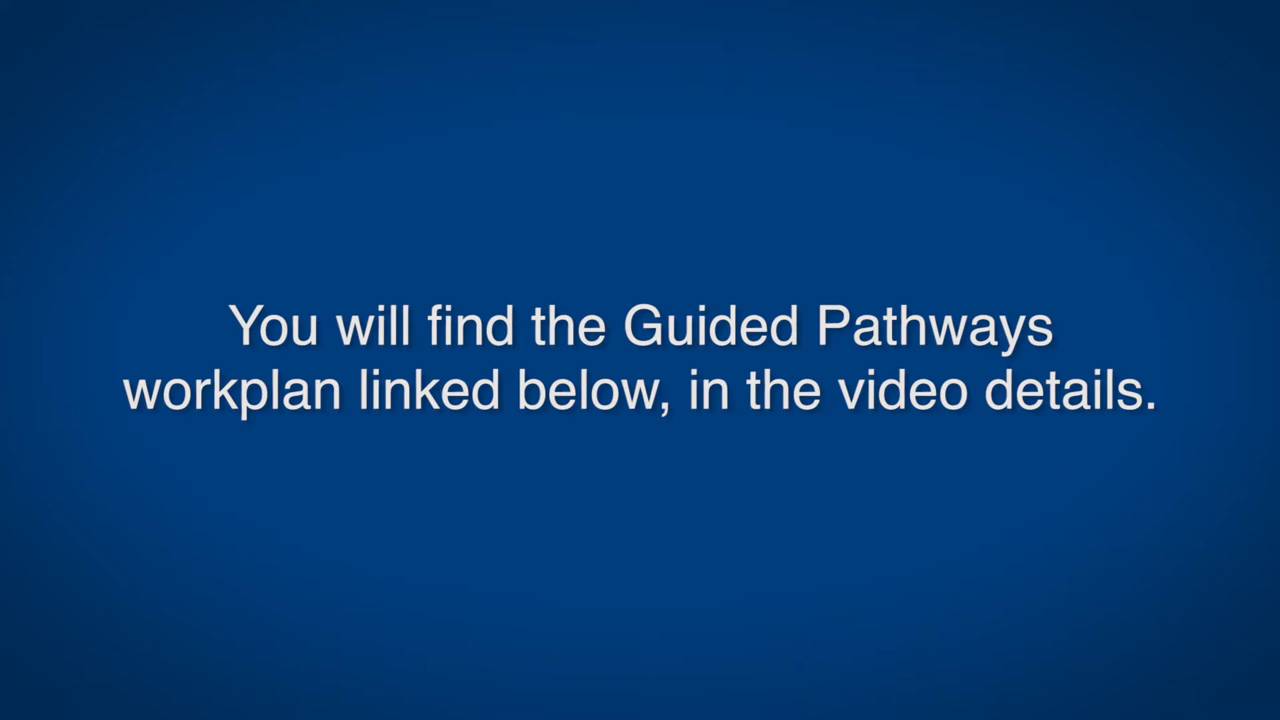 You will find the Guided Pathways
workplan linked below, in the video details.